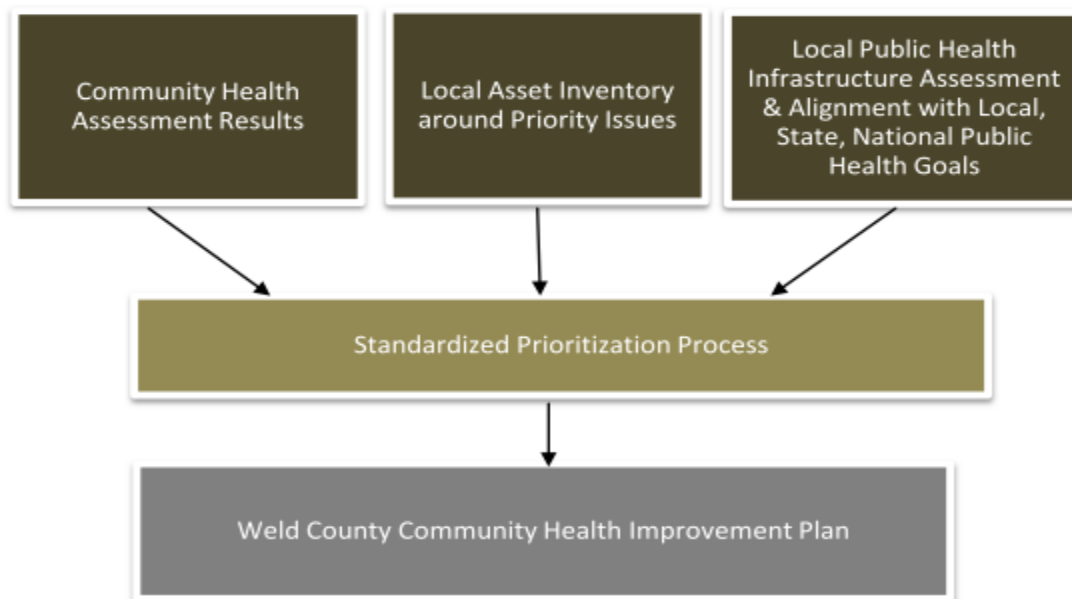 Community Health
Assessment Results
Local Asset Inventory
around Priority Issues
Local Public Health
Infrastructure Assessment
& Alignment with Local,
State, National Public
Health Goals
Standardized Prioritization Process
Weld County Community Health Improvement Plan